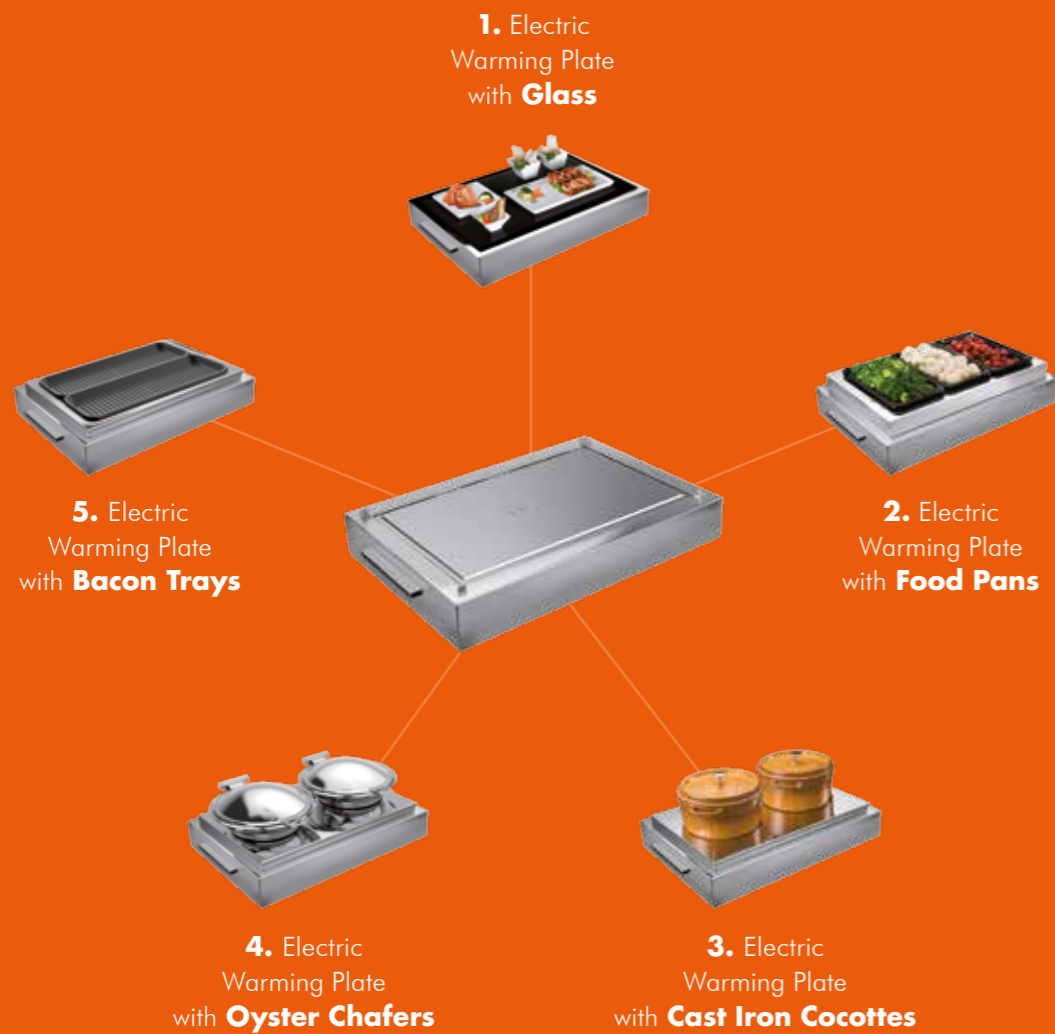 1. Electric
Warming Plate
with Glass
5. Electric
Warming Plate
with Bacon Trays
2. Electric
Warming Plate
with Food Pans
4. Electric
Warming Plate
with Oyster Chafers
3. Electric
Warming Plate
with Cast Iron Cocottes